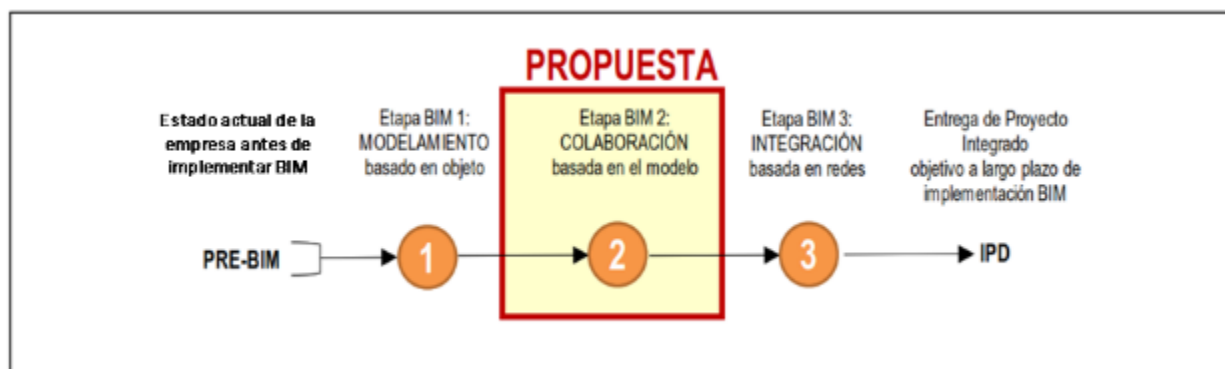 PROPUESTA
Estado actual de la
empresa antes de
implementar BIM
Etapa BIM 1:
MODELAMIENTO
basado en objeto
Etapa BIM 2:
COLABORACIÓN
basada en el modelo
Etapa BIM 3:
INTEGRACIÓN
basada en redes
Entrega de Proyecto
Integrado
objetivo a largo plazo de
implementación BIM
PRE-BIM
1
2
3
IPD